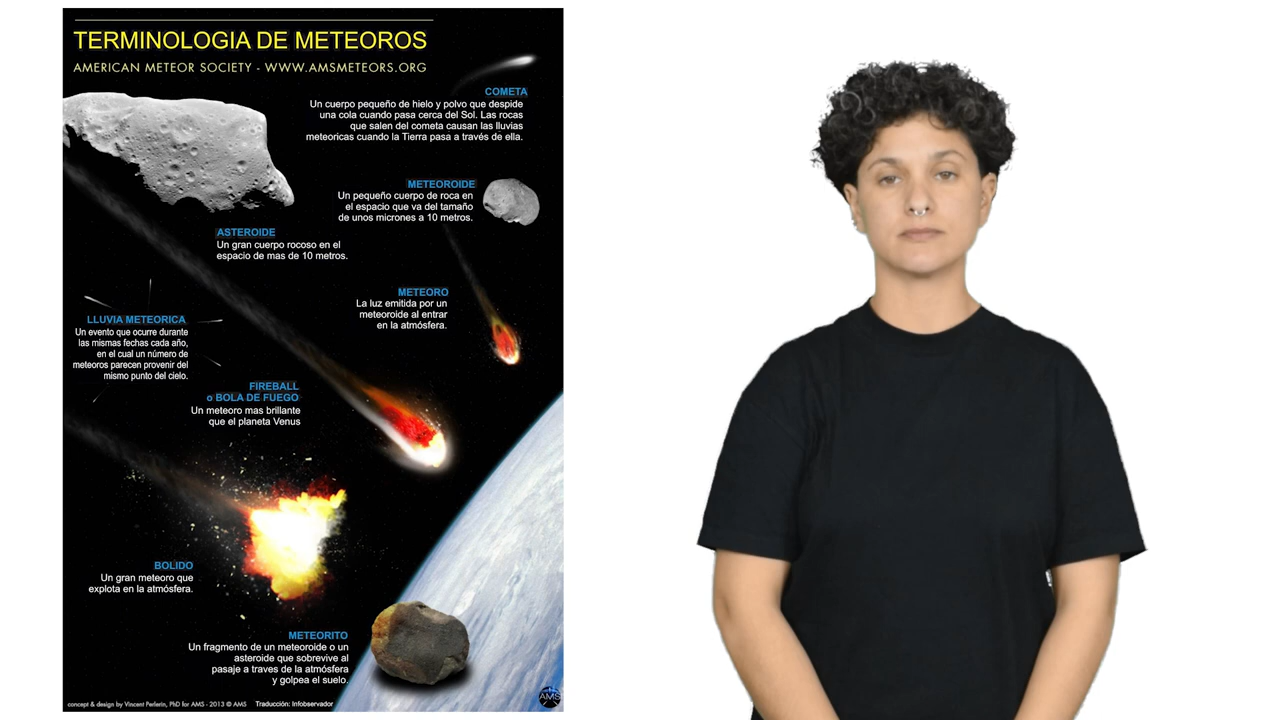 TERMINOLOGIA DE METEOROS
AMERICAN METEOR SOCIETY - WWW.AMSMETEORS.ORG
COMETA
Un cuerpo pequeño de hielo y polvo que despide
una cola cuando pasa cerca del Sol. Las rocas
que salen del cometa causan las lluvias
meteoricas cuando la Tierra pasa a través de ella.
METEOROIDE
Un pequeño cuerpo de roca en
el espacio que va del tamaño
de unos micrones a 10 metros.
ASTEROIDE
Un gran cuerpo rocoso en el
espacio de mas de 10 metros.
METEORO
La luz emitida por un
meteoroide al entrar
en la atmósfera.
LLUVIA METEORICA
Un evento que ocurre durante
las mismas fechas cada año,
en el cual un número de
meteoros parecen provenir del
mismo punto del cielo.
FIREBALL
o BOLA DE FUEGO
Un meteoro mas brillante
que el planeta Venus
BOLIDO
Un gran meteoro que
explota en la atmósfera.
METEORITO
Un fragmento de un meteoroide o un
asteroide que sobrevive al
pasaje a traves de la atmósfera
y golpea el suelo.
concept & design by Vincent Perlerin, PhD for AMS - 2013 @ AMS Traducción: Infobservador
AMS